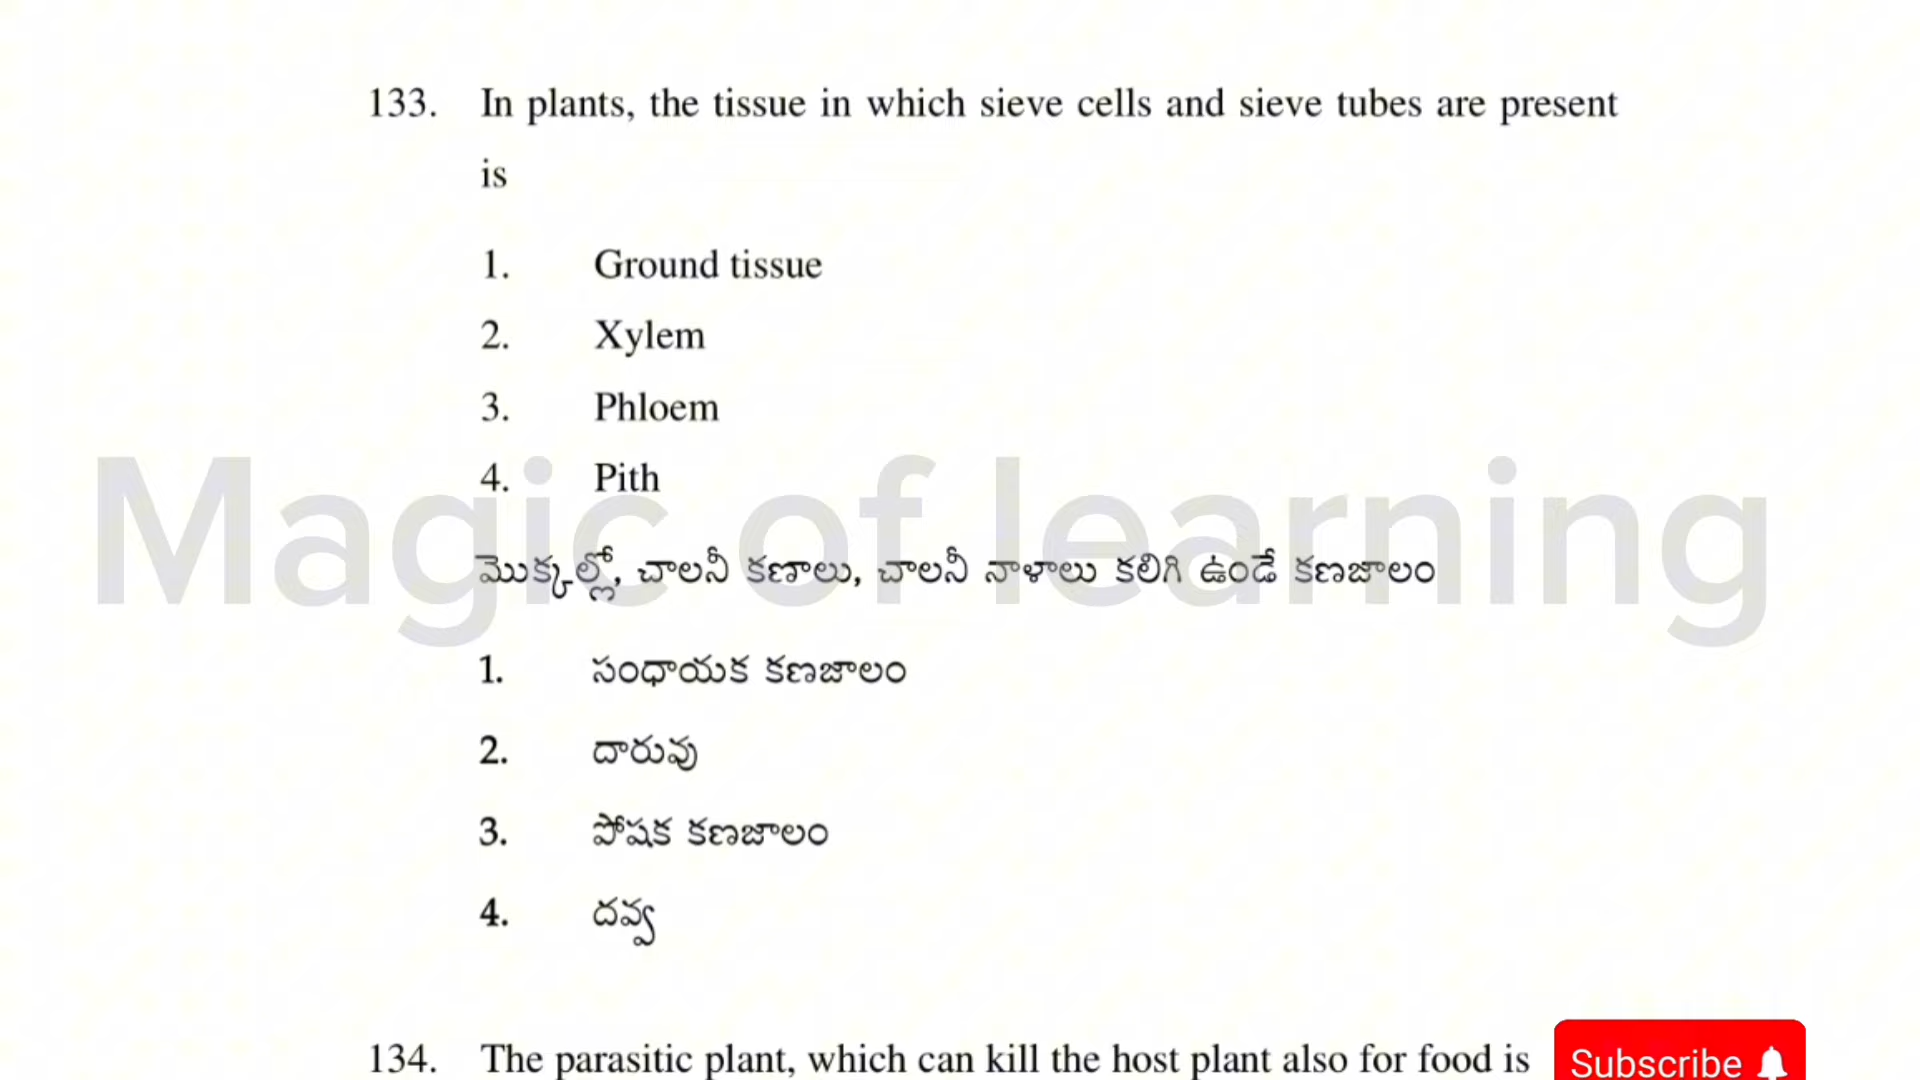 133. In plants, the tissue in which sieve cells and sieve tubes are present
is
1. Ground tissue
2. Xylem
3. Phloem
4. Pith
Magic of learning
మొక్కల్లో, చాలనీ కణాలు, చాలనీ నాళాలు కలిగి ఉండే కణజాలం
1. సంధాయక కణజాలం
2. దారువు
3. పోషక కణజాలం
4. దవ్వ
134. The parasitic plant, which can kill the host plant also for food is
Subscribe